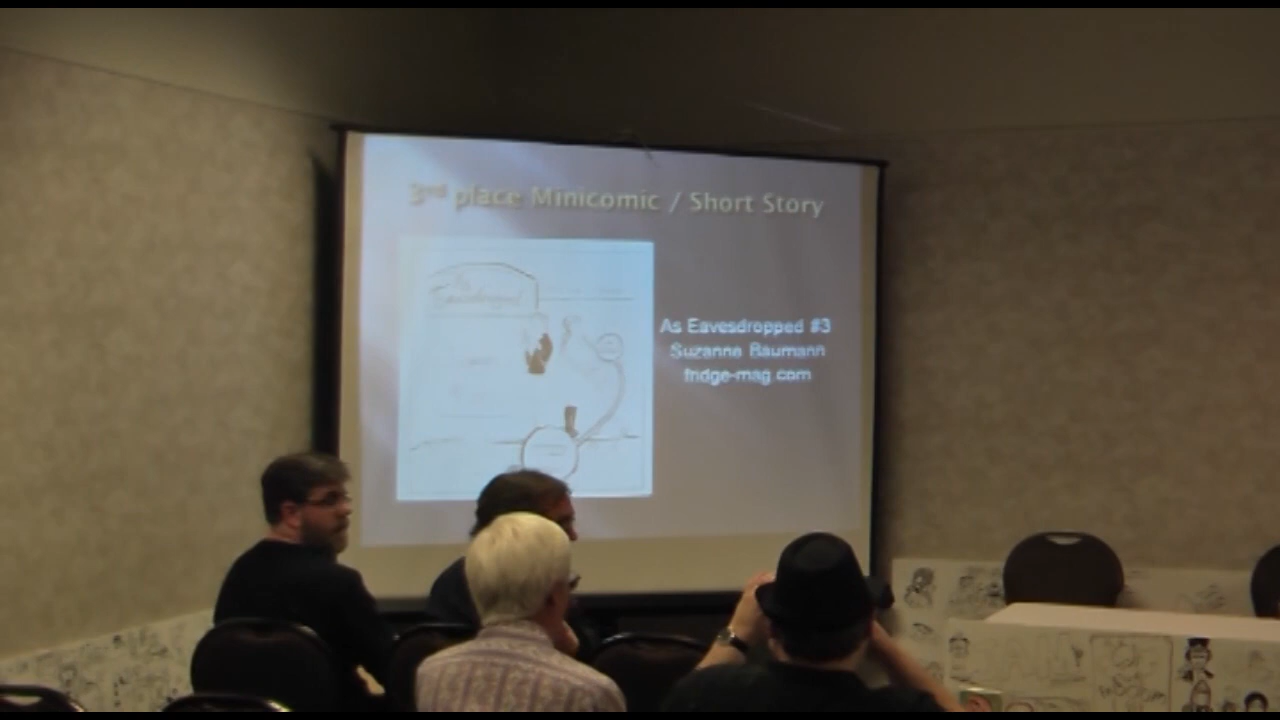 3rd place Minicomic / Short Story
As Eavesdropped #3
Suzanne Baumann
fridge-mag.com